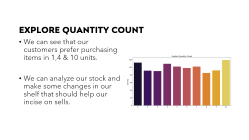 EXPLORE QUANTITY COUNT
• We can see that our
customers prefer purchasing
items in 1,4 & 10 units.
• We can analyze our stock and
make some changes in our
shelf that should help our
incise on sells.